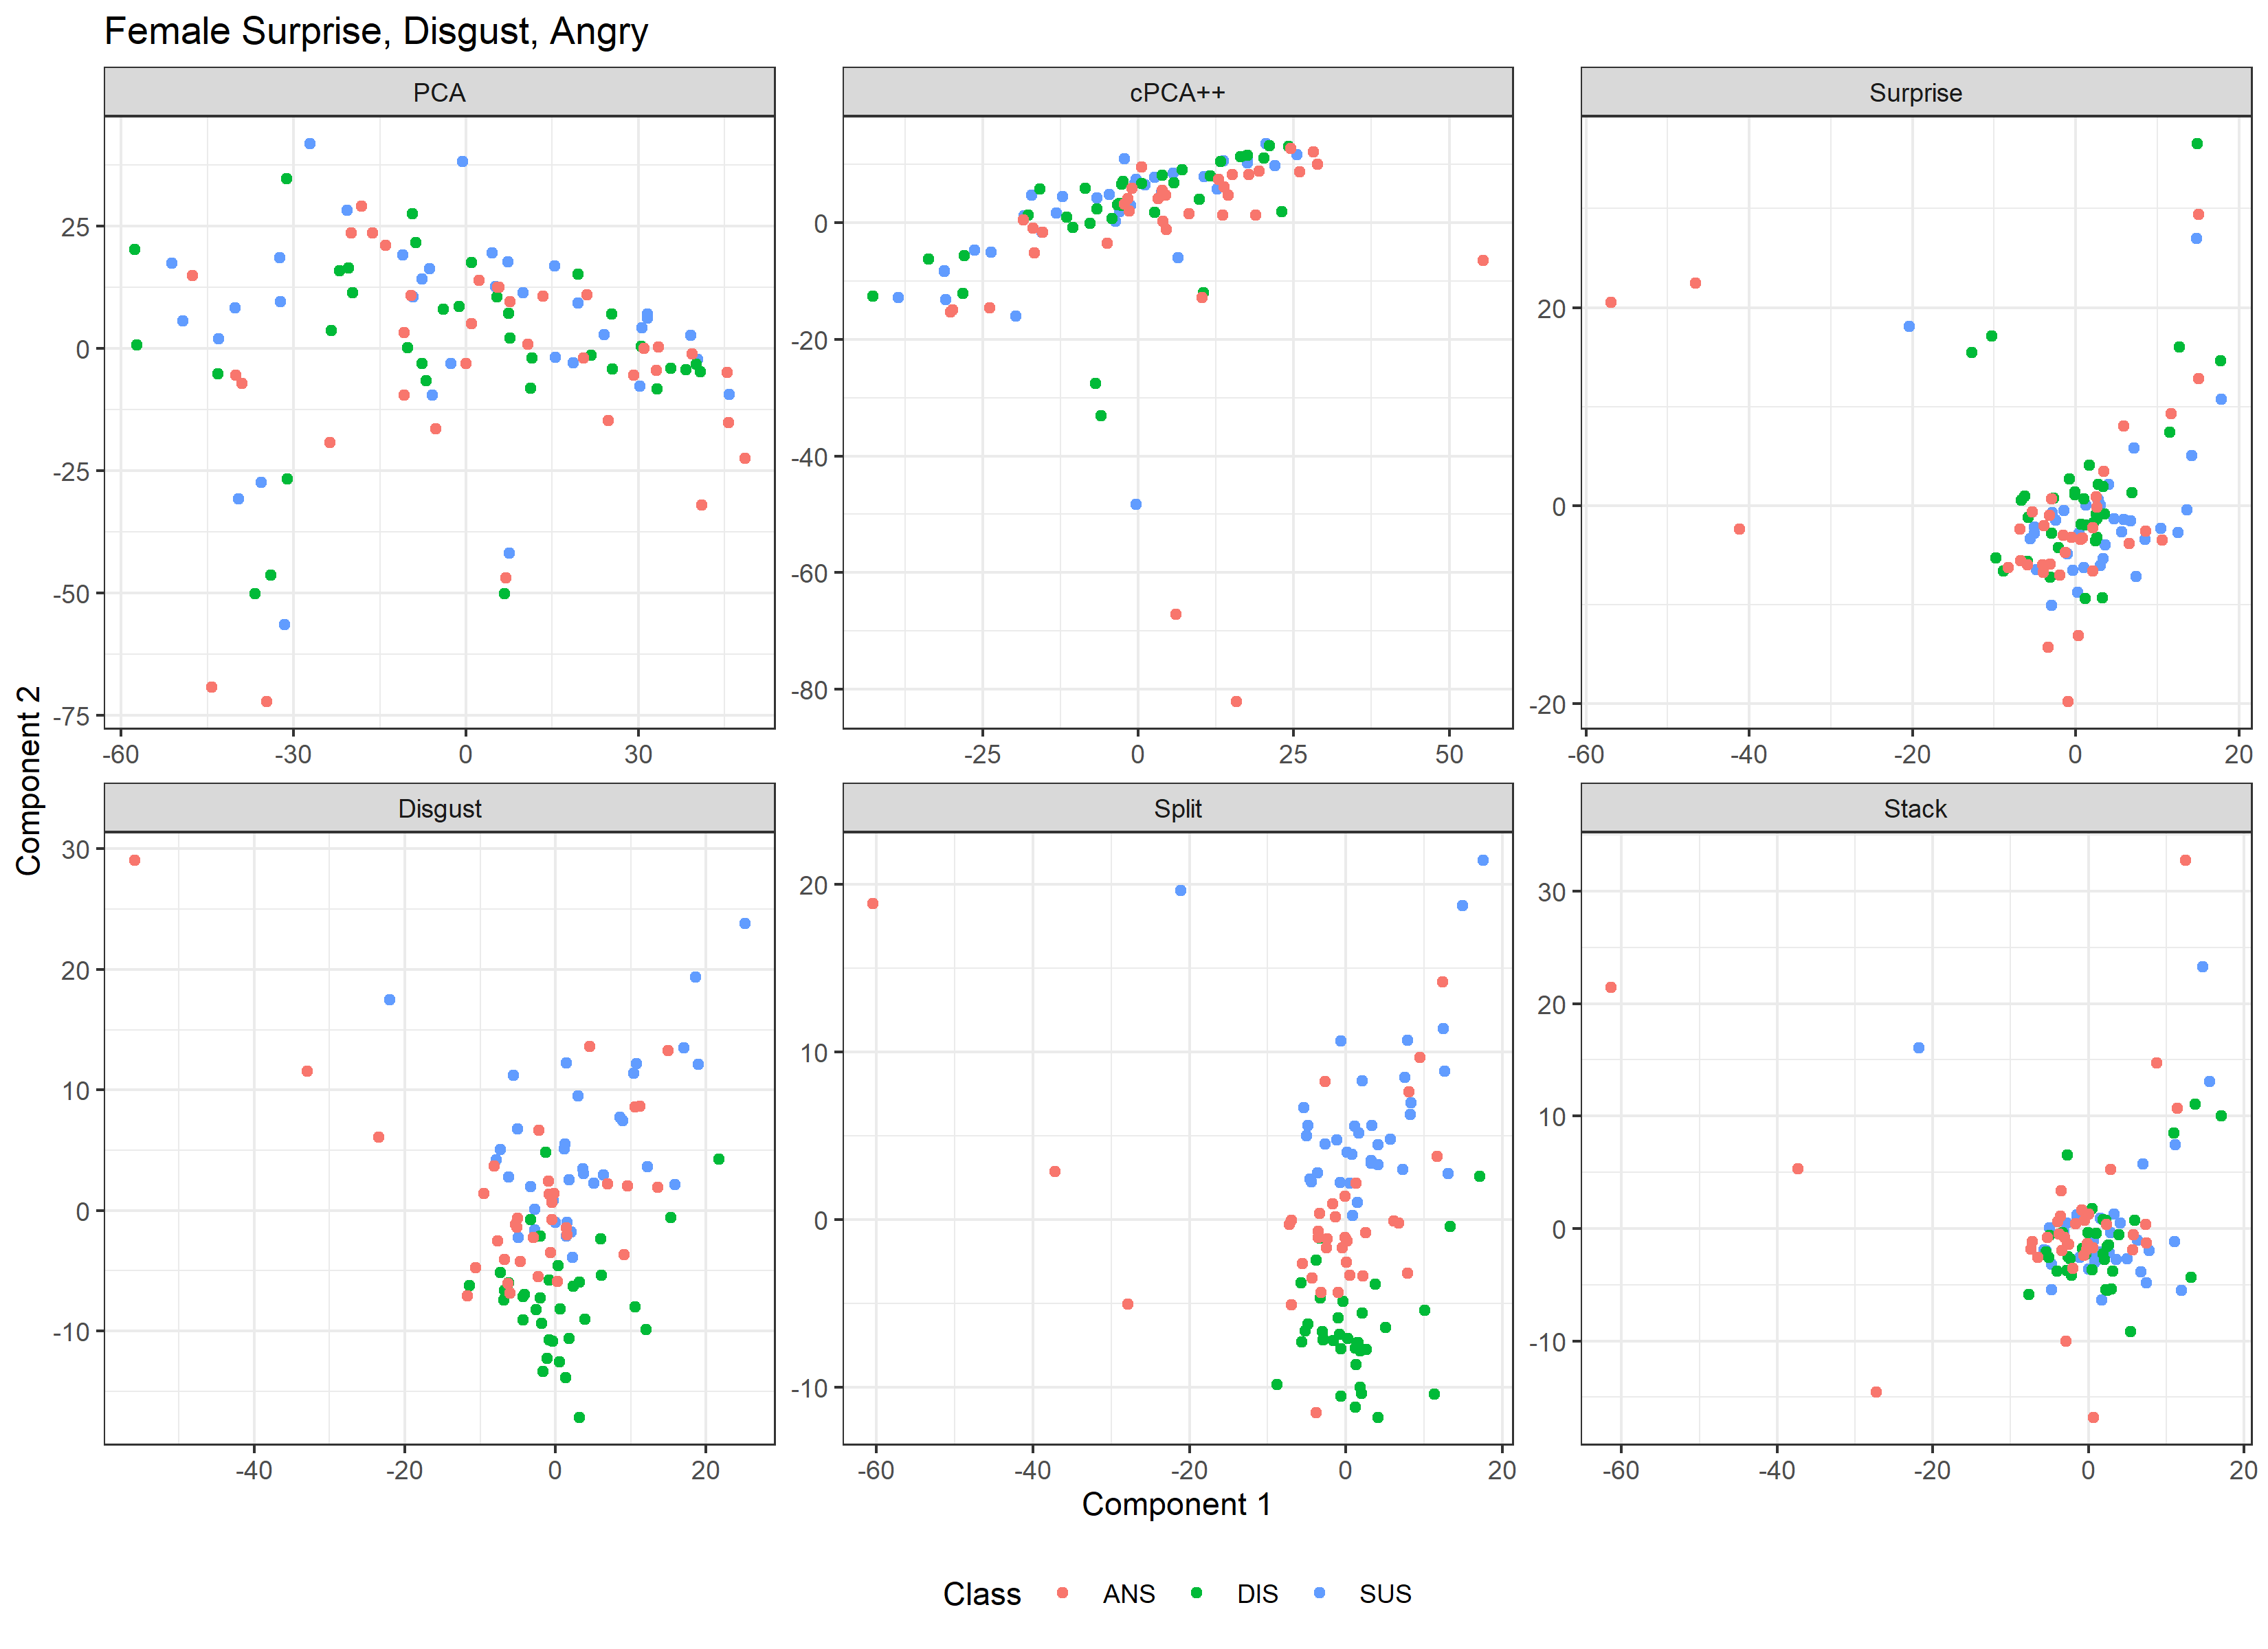 Female Surprise, Disgust, Angry
PCA
cPCA++
Surprise
25
0
-25
-50
-75
-60 -30 0 30
0
-20
-40
-60
-80
-25 0 25 50
20
0
-20
-60 -40 -20 0 20
Component 2
Disgust
Split
Stack
30
20
10
0
-10
-40 -20 0 20
20
10
0
-10
-60 -40 -20 0 20
30
20
10
0
-10
-60 -40 -20 0 20
Component 1
Class ANS DIS SUS